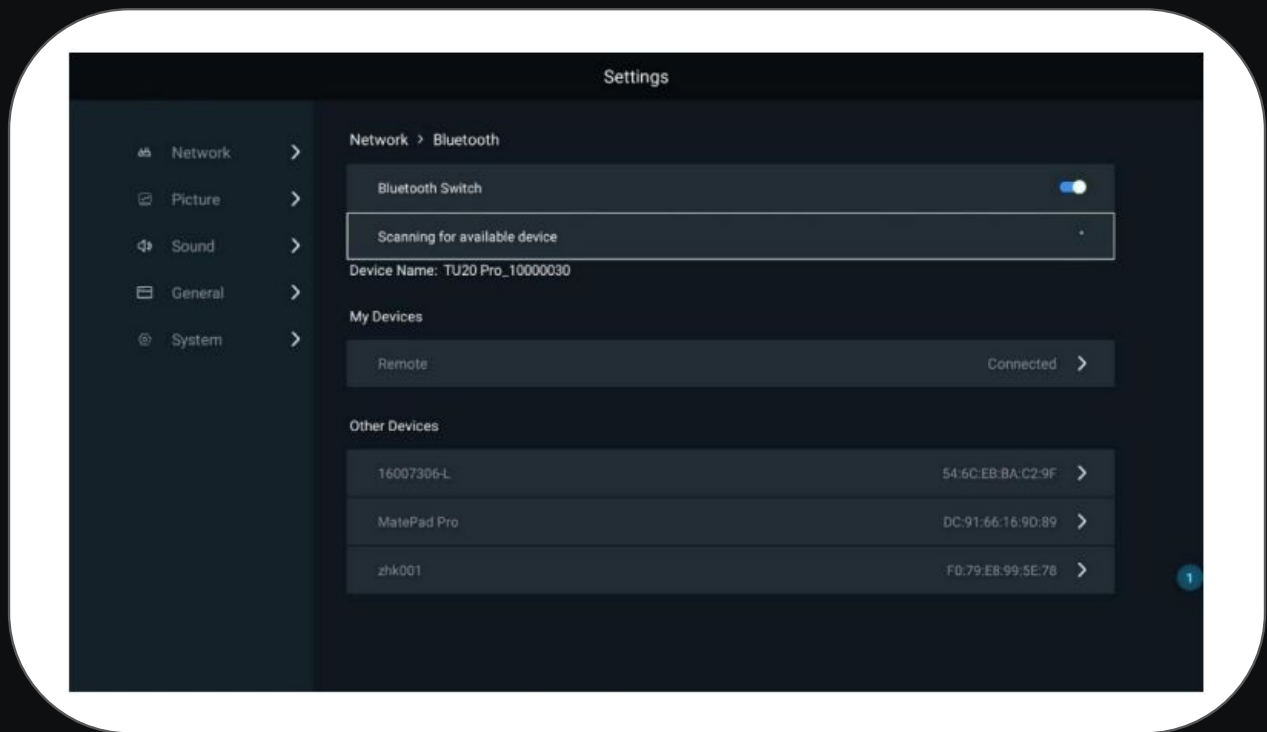 Settings
Network
Picture
Sound
General
System
Network > Bluetooth
Bluetooth Switch
Scanning for available device
Device Name: TU20 Pro_10000030
My Devices
Remote Connected
Other Devices
16007306-L 54:6C:EB:BA:C2:9F
MatePad Pro DC:91:66:16:9D:89
zhk001 F0:79:E8:99:5E:78
1